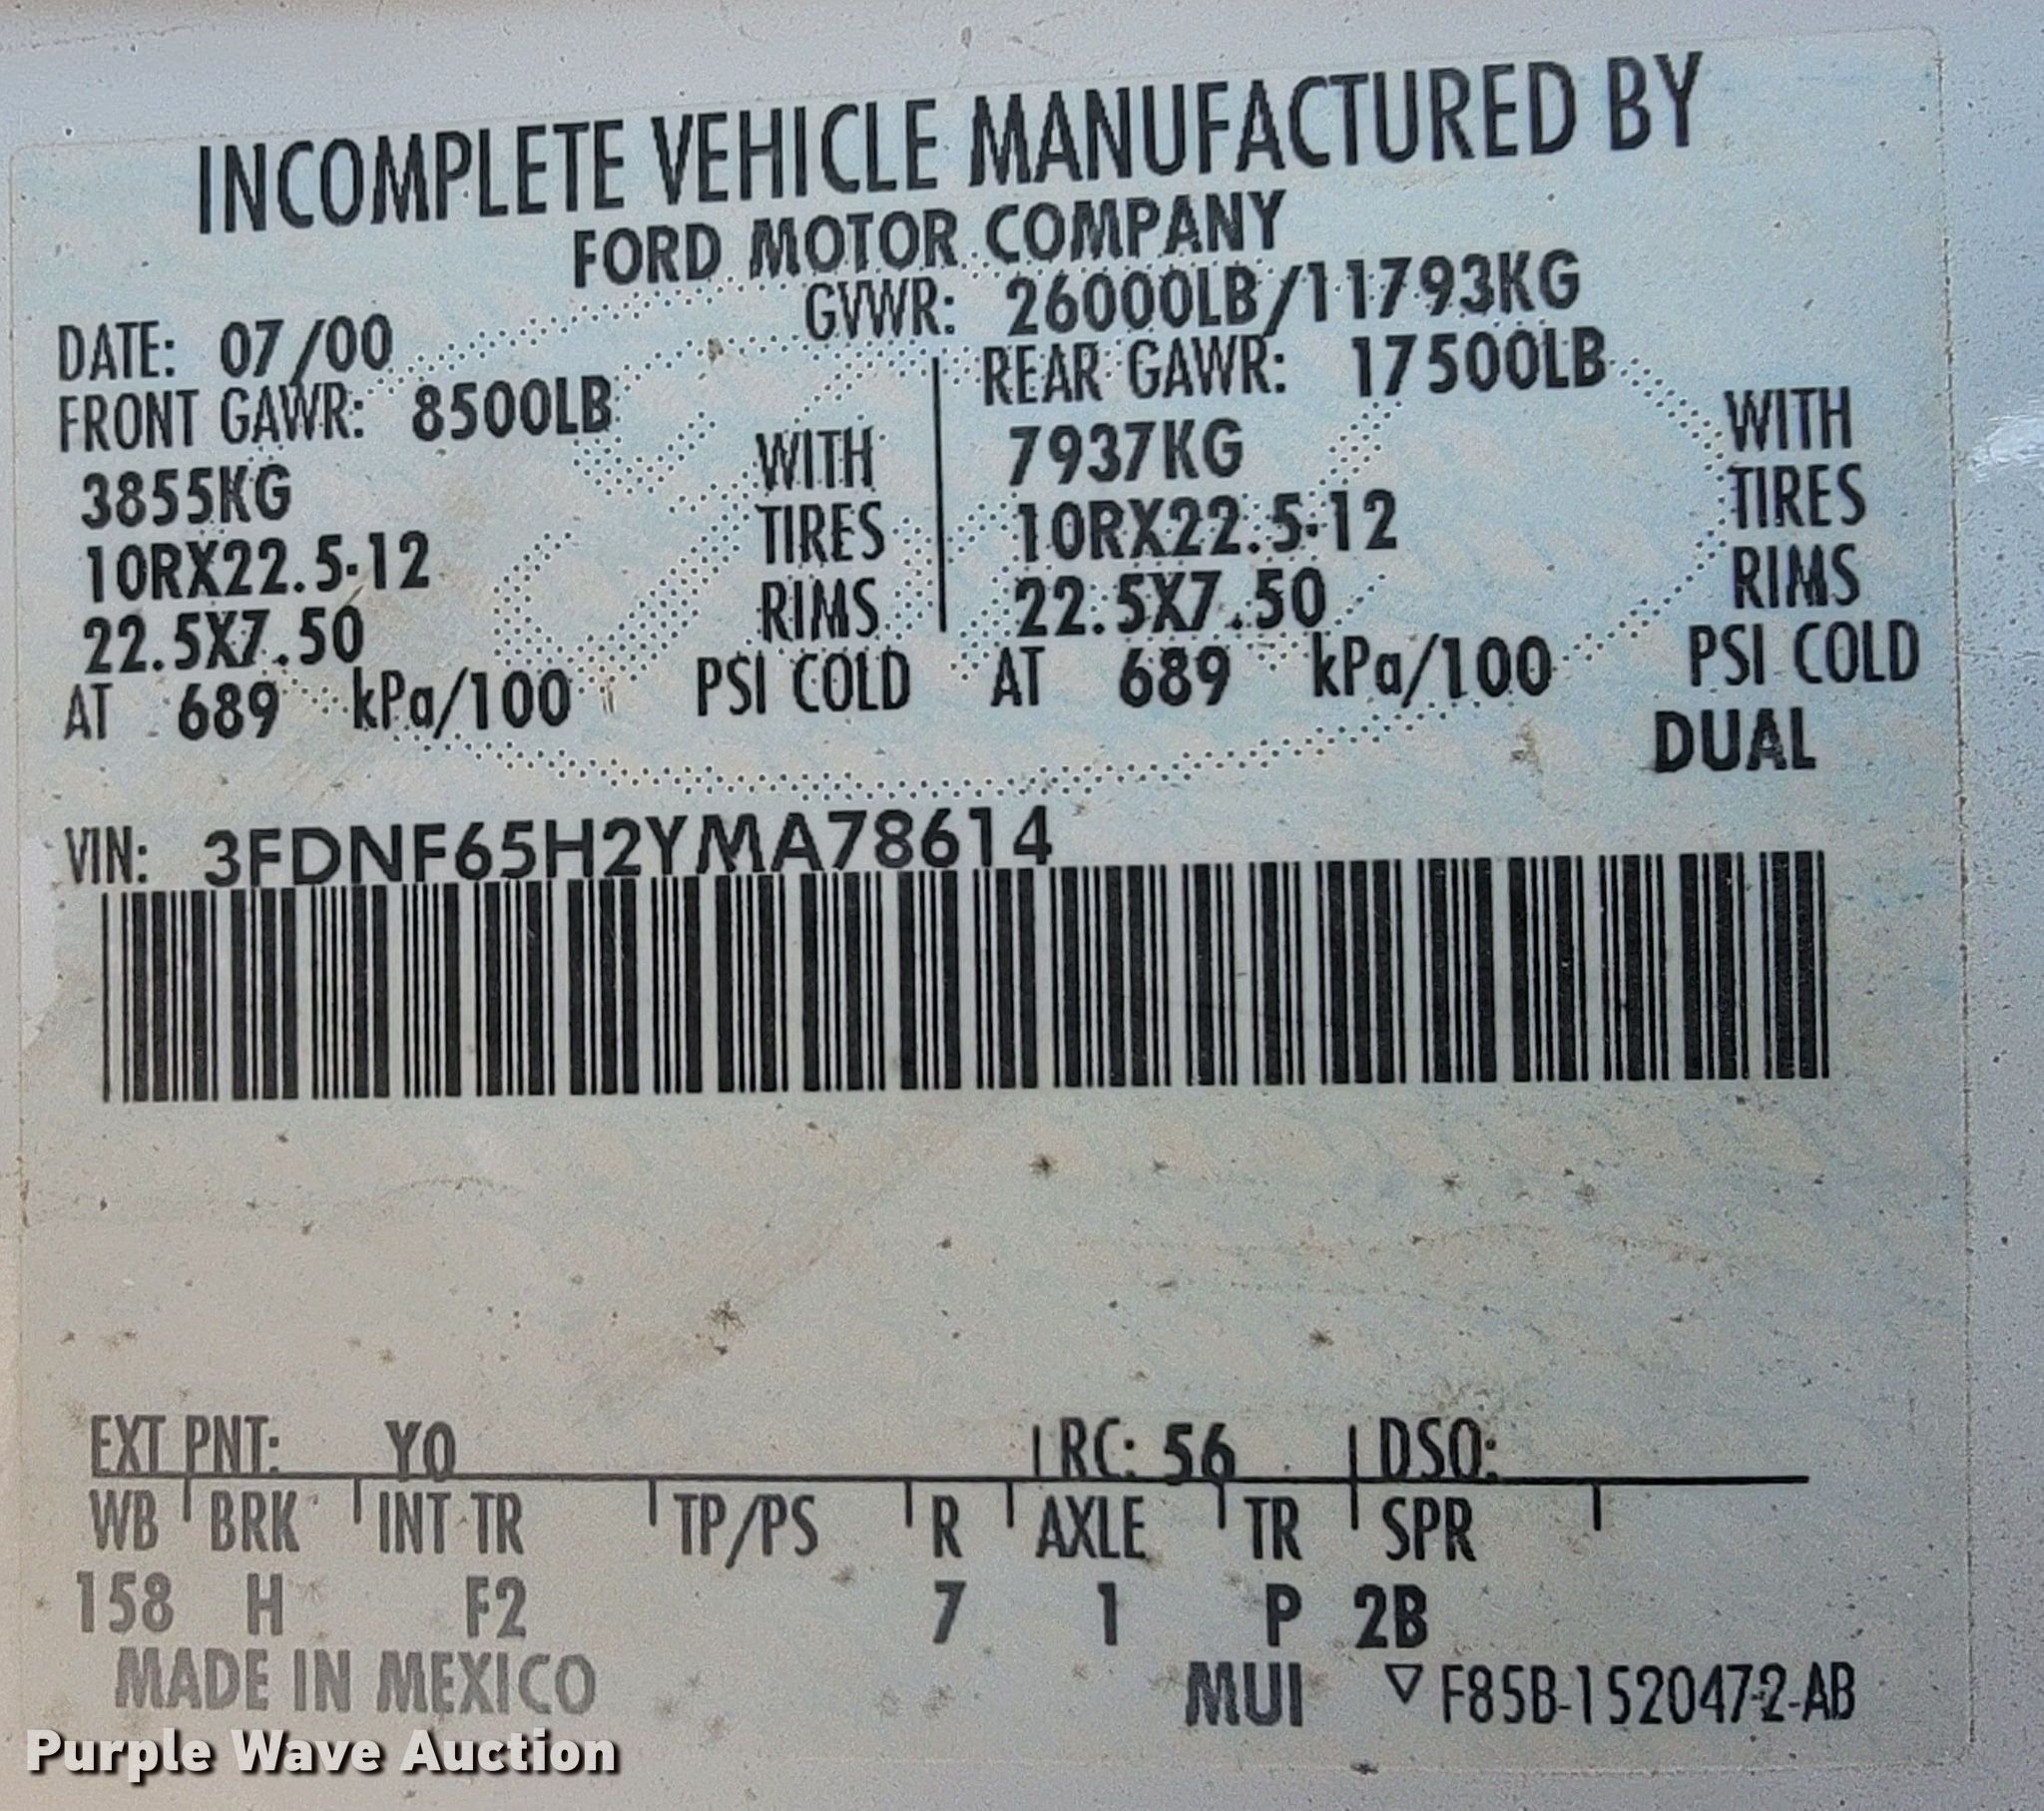 INCOMPLETE VEHICLE MANUFACTURED BY
FORD MOTOR COMPANY
DATE: 07/00 GVWR: 26000LB/11793KG
FRONT GAWR: 8500LB REAR GAWR: 17500LB
3855KG WITH 7937KG WITH
10RX22.5-12 TIRES 10RX22.5-12 TIRES
22.5X7.50 RIMS 22.5X7.50 RIMS
AT 689 kPa/100 PSI COLD AT 689 kPa/100 PSI COLD
DUAL
VIN: 3FDNF65H2YMA78614
EXT PNT: YO RC: 56 DSO:
WB BRK INT TR TP/PS R AXLE TR SPR
158 H F2 7 1 P 2B
MADE IN MEXICO MUI ▽ F85B-1520472-AB
Purple Wave Auction